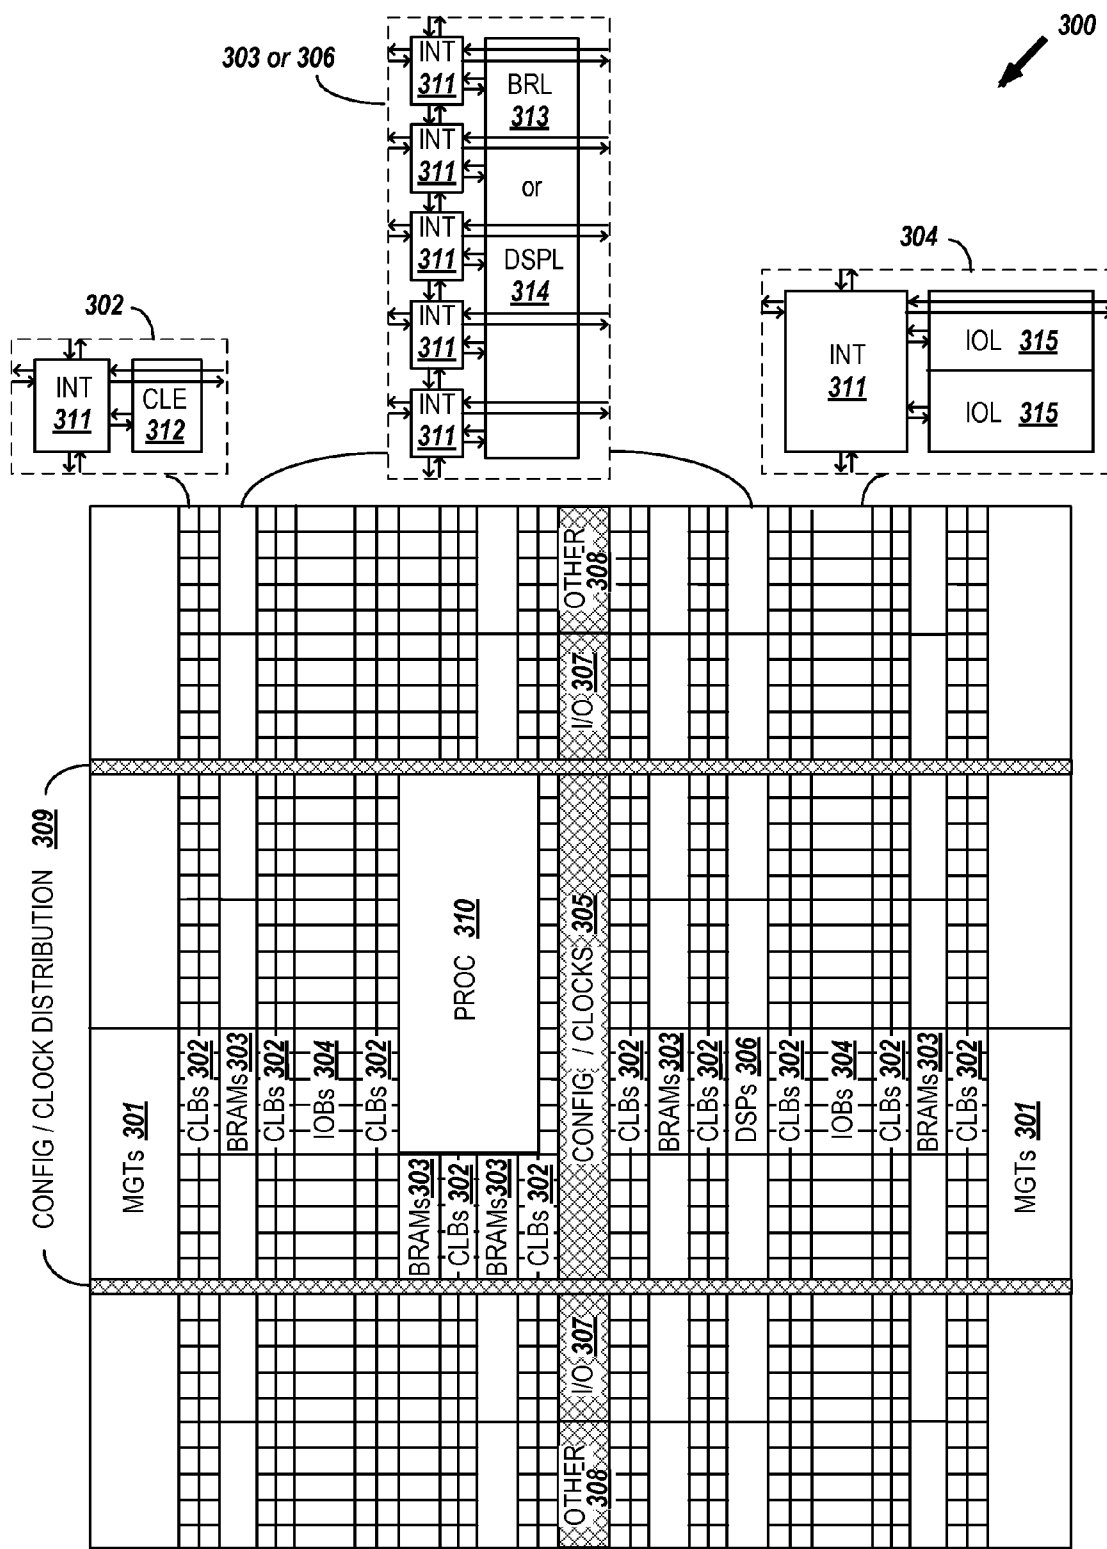 300
303 or 306
INT
311
INT
311
INT
311
INT
311
INT
311
BRL
313
or
DSPL
314
304
INT
311
IOL 315
IOL 315
302
INT
311
CLE
312
CONFIG / CLOCK DISTRIBUTION 309
OTHER
308
I/O 307
PROC 310
CONFIG / CLOCKS 305
MGTs 301
CLBs 302
BRAMs 303
CLBs 302
IOBs 304
CLBs 302
BRAMs 303
CLBs 302
BRAMs 303
CLBs 302
CLBs 302
BRAMs 303
CLBs 302
DSPs 306
CLBs 302
IOBs 304
CLBs 302
BRAMs 303
CLBs 302
MGTs 301
I/O 307
OTHER
308